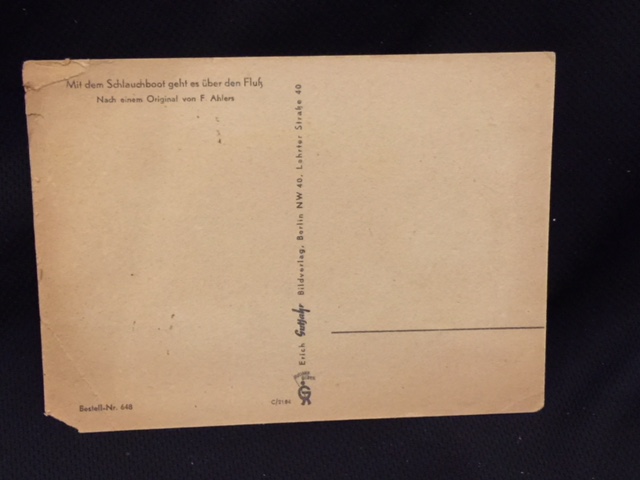 Mit dem Schlauchboot geht es über den Fluß
Nach einem Original von F. Ahlers
Erich Gutjahr Bildverlag, Berlin NW 40, Lehrter Straße 40
Bestell-Nr. 448
C/2184